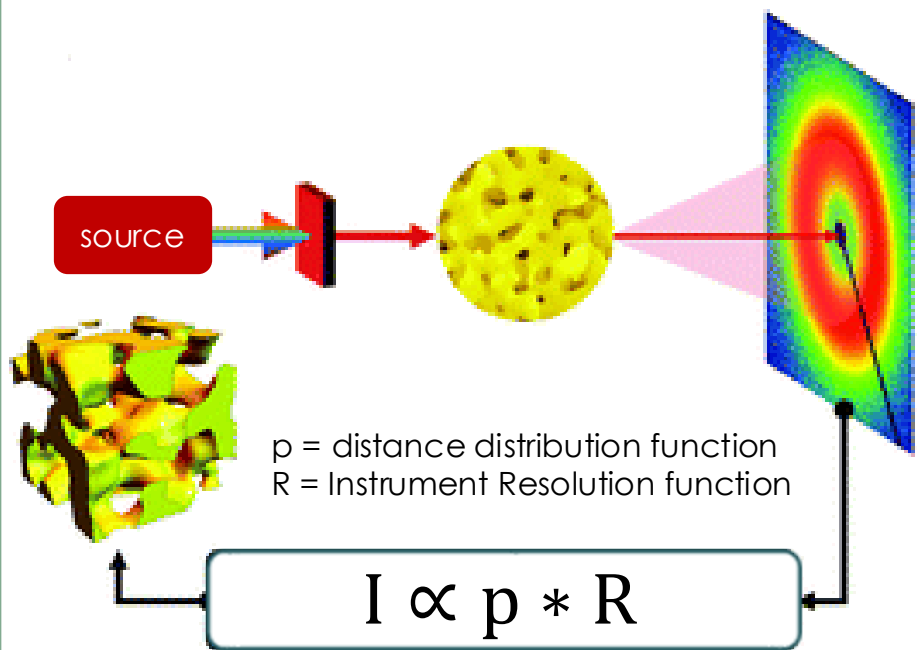 source
p = distance distribution function
R = Instrument Resolution function
I ∝ p * R